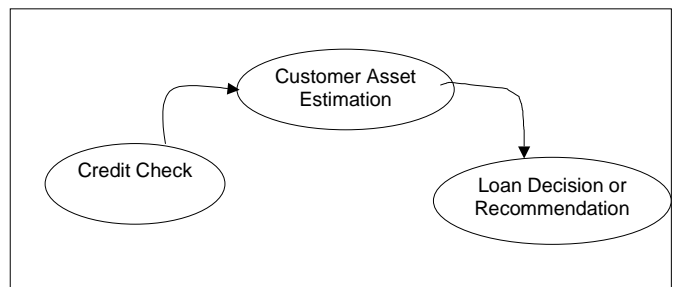 Credit Check
Customer Asset
Estimation
Loan Decision or
Recommendation